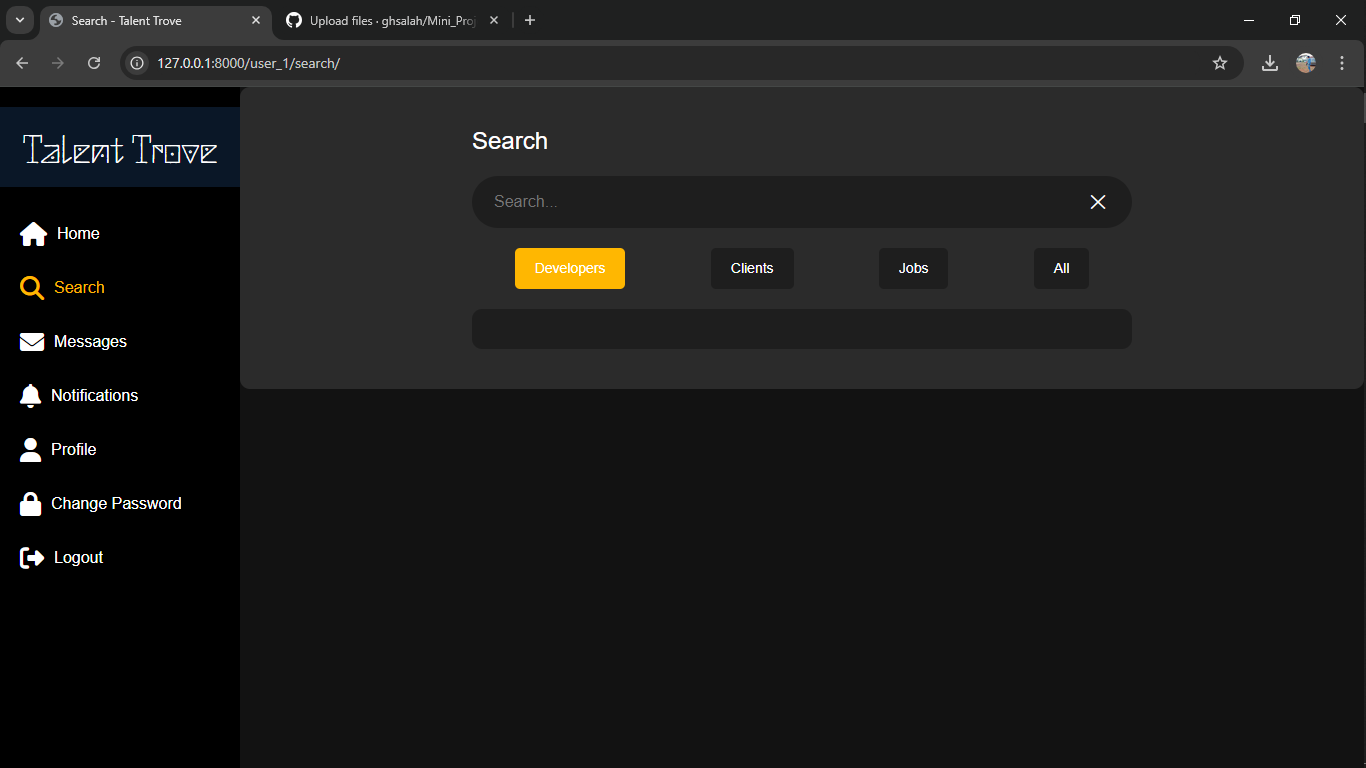 Search - Talent Trove
Upload files · ghsalah/Mini_Proj
127.0.0.1:8000/user_1/search/
Talent Trove
Home
Search
Messages
Notifications
Profile
Change Password
Logout
Search
Search...
Developers
Clients
Jobs
All